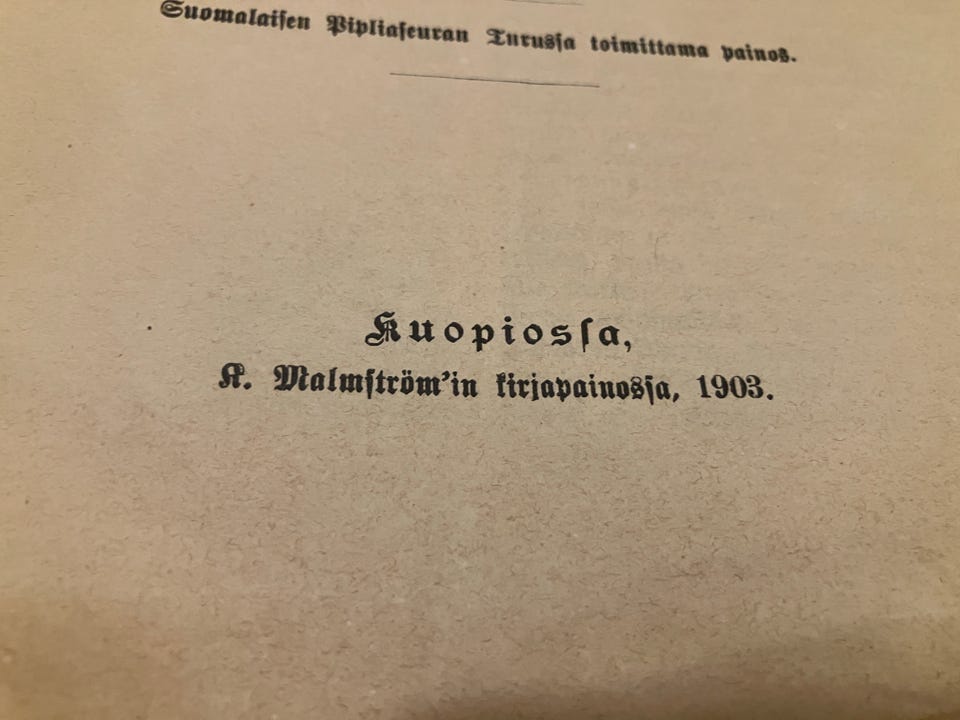 Suomalaisen Pipliaseuran Turussa toimittama painos.
Kuopiossa,
K. Malmström'in kirjapainossa, 1903.